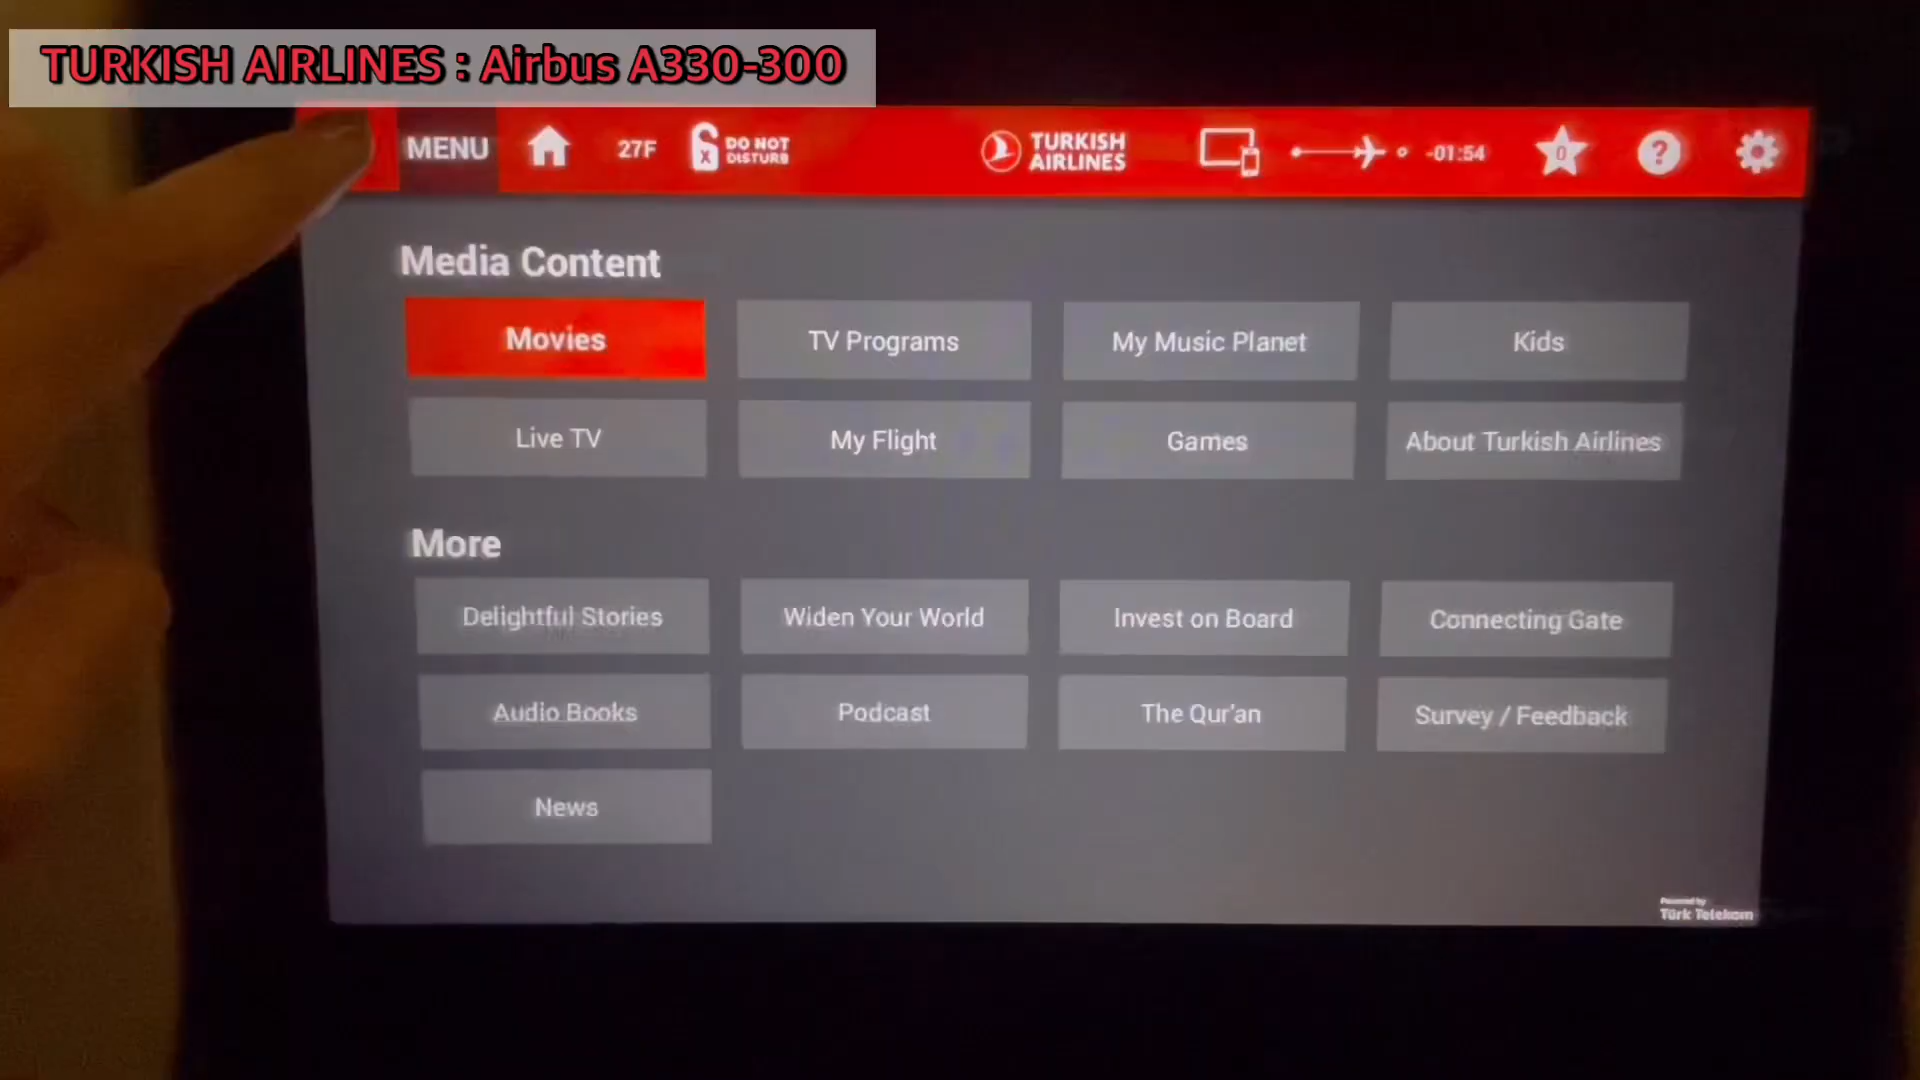 TURKISH AIRLINES : Airbus A330-300
MENU
27F
DO NOT
DISTURB
TURKISH
AIRLINES
-01:54
0
?
Media Content
Movies
TV Programs
My Music Planet
Kids
Live TV
My Flight
Games
About Turkish Airlines
More
Delightful Stories
Widen Your World
Invest on Board
Connecting Gate
Audio Books
Podcast
The Qur'an
Survey / Feedback
News
Powered by
Türk Telekom